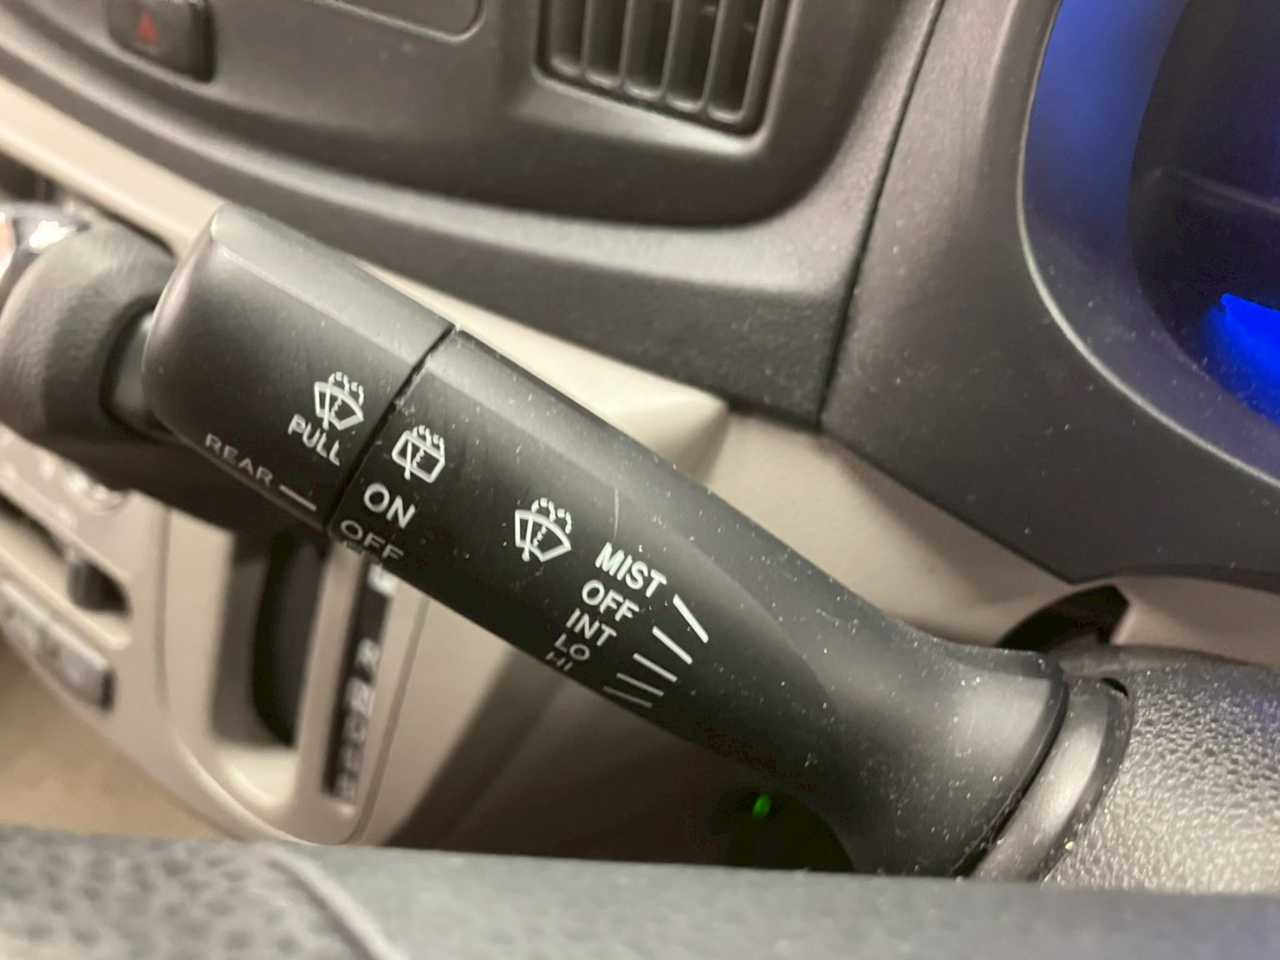 PULL
REAR
ON
OFF
MIST
OFF
INT
LO
HI